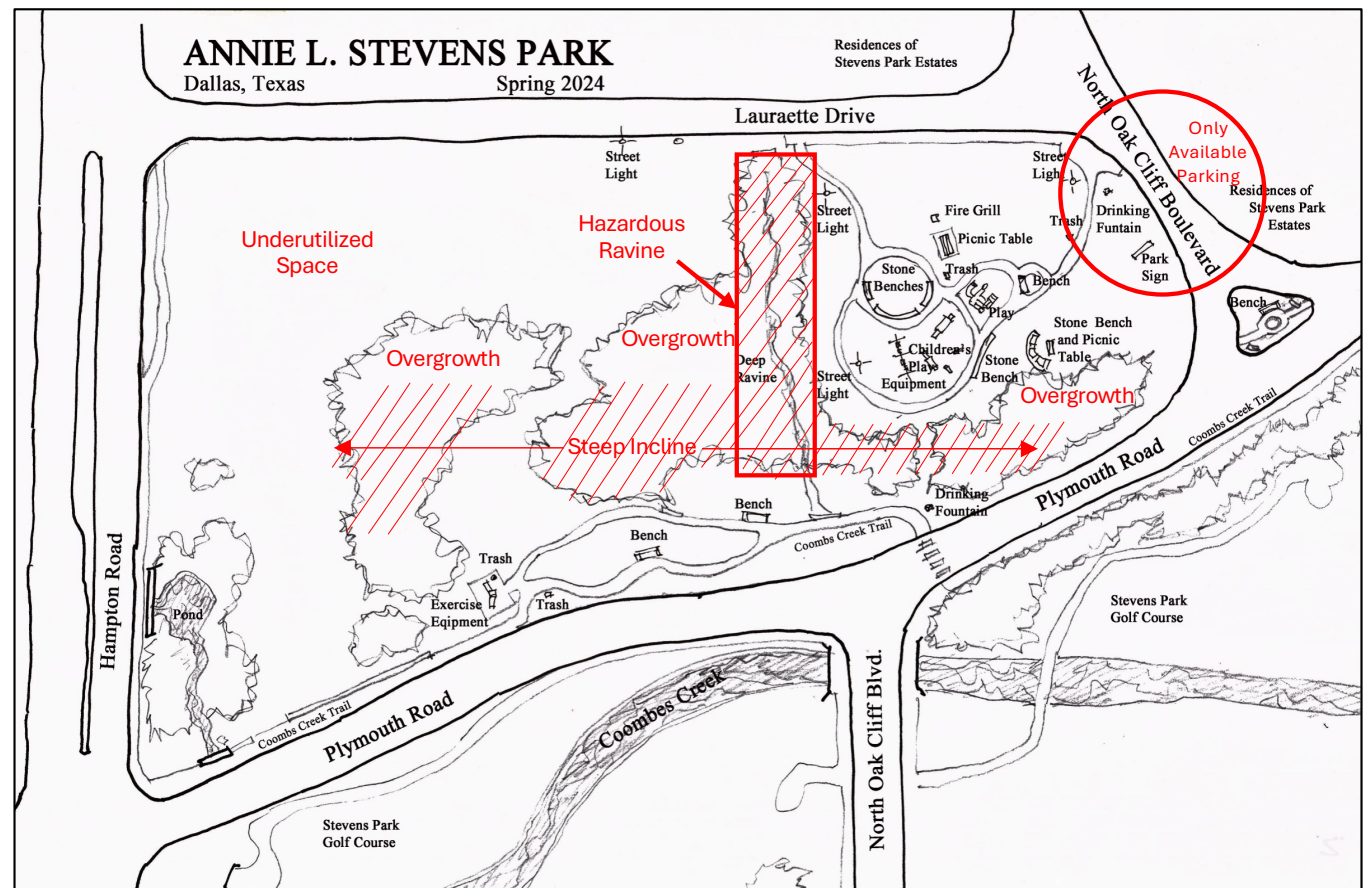 ANNIE L. STEVENS PARK
Dallas, Texas
Spring 2024
Residences of
Stevens Park Estates
Lauraette Drive
North Oak Cliff Boulevard
Only
Available
Parking
Residences of
Stevens Park
Estates
Street
Light
Street
Light
Trash
Drinking
Funtain
Park
Sign
Hazardous
Ravine
Street
Light
Fire Grill
Picnic Table
Trash
Bench
Stone
Benches
Play
Underutilized
Space
Bench
Stone Bench
and Picnic
Table
Children's
Play
Equipment
Stone
Bench
Overgrowth
Overgrowth
Deep
Ravine
Street
Light
Overgrowth
Steep Incline
Coombs Creek Trail
Plymouth Road
Drinking
Fountain
Bench
Bench
Coombs Creek Trail
Trash
Exercise
Eqipment
Trash
Hampton Road
Pond
Stevens Park
Golf Course
Coombs Creek Trail
Plymouth Road
Coombes Creek
North Oak Cliff Blvd.
Stevens Park
Golf Course